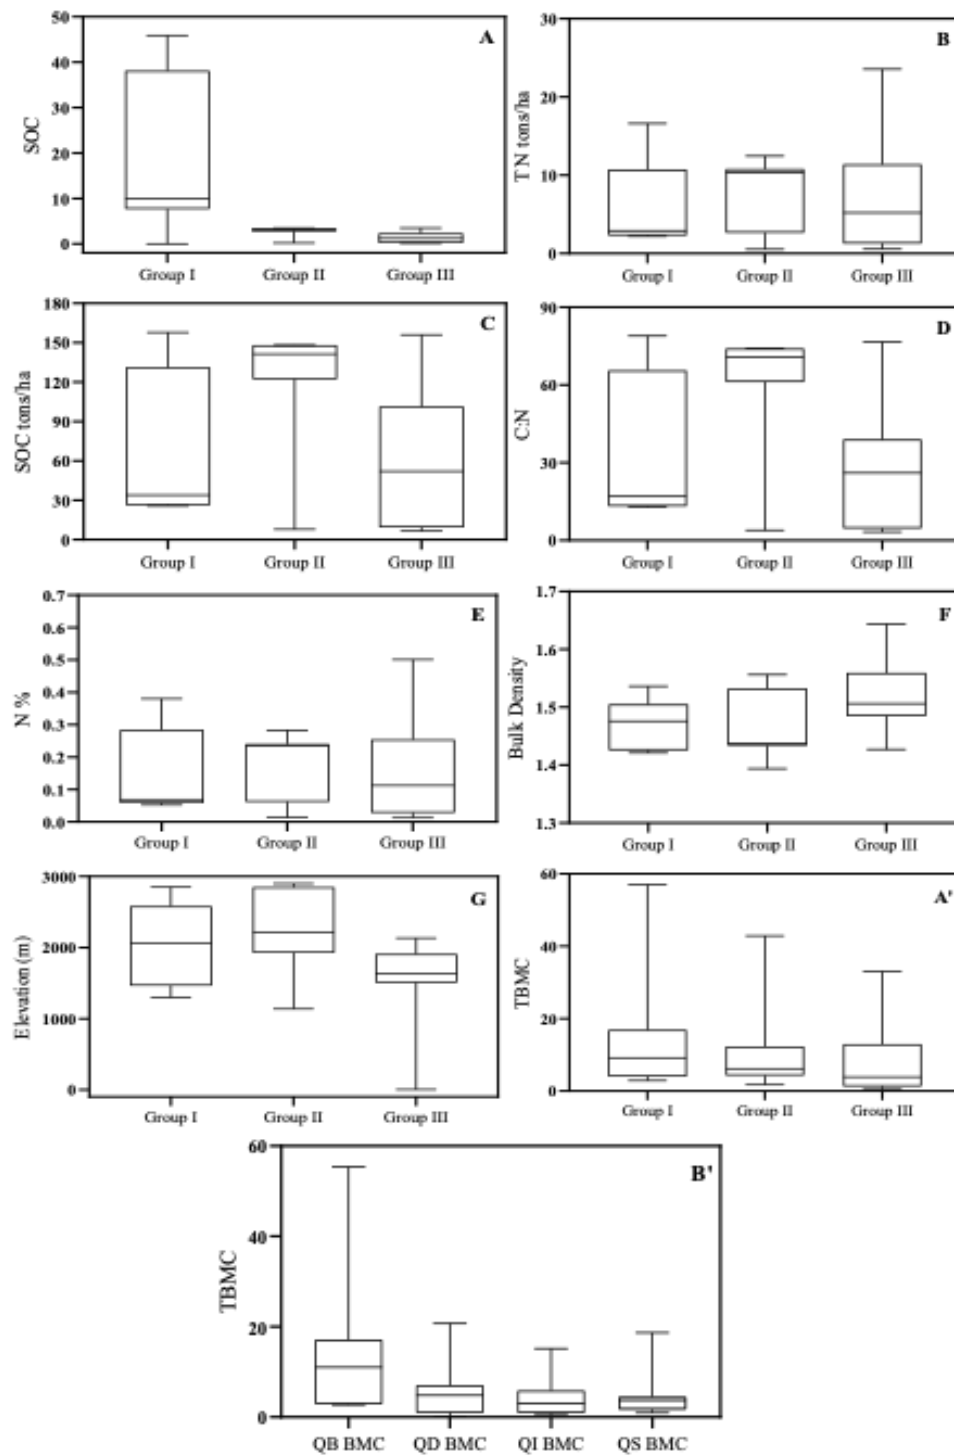 A
SOC
50
40
30
20
10
0
Group I Group II Group III
B
TN tons/ha
30
20
10
0
Group I Group II Group III
C
SOC tons/ha
180
150
120
90
60
30
0
Group I Group II Group III
D
C:N
90
60
30
0
Group I Group II Group III
E
N %
0.7
0.6
0.5
0.4
0.3
0.2
0.1
0.0
Group I Group II Group III
F
Bulk Density
1.7
1.6
1.5
1.4
1.3
Group I Group II Group III
G
Elevation (m)
3000
2000
1000
0
Group I Group II Group III
A'
TBMC
60
40
20
0
Group I Group II Group III
B'
TBMC
60
40
20
0
QB BMC QD BMC QI BMC QS BMC